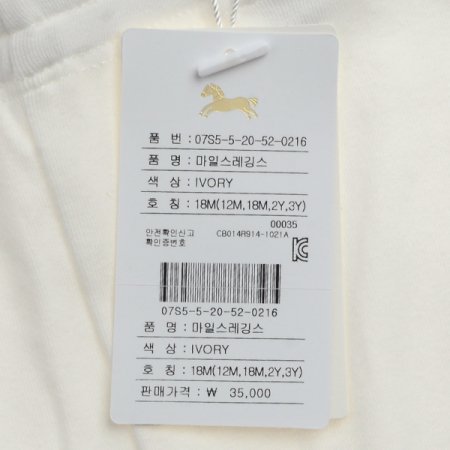 품 번 : 07S5-5-20-52-0216
품 명 : 마일스레깅스
색 상 : IVORY
호 칭 : 18M(12M,18M,2Y,3Y)
00035
안전확인신고 CB014R914-1021A
확인증번호
07S5-5-20-52-0216
품 명 : 마일스레깅스
색 상 : IVORY
호 칭 : 18M(12M,18M,2Y,3Y)
판매가격 : ₩ 35,000